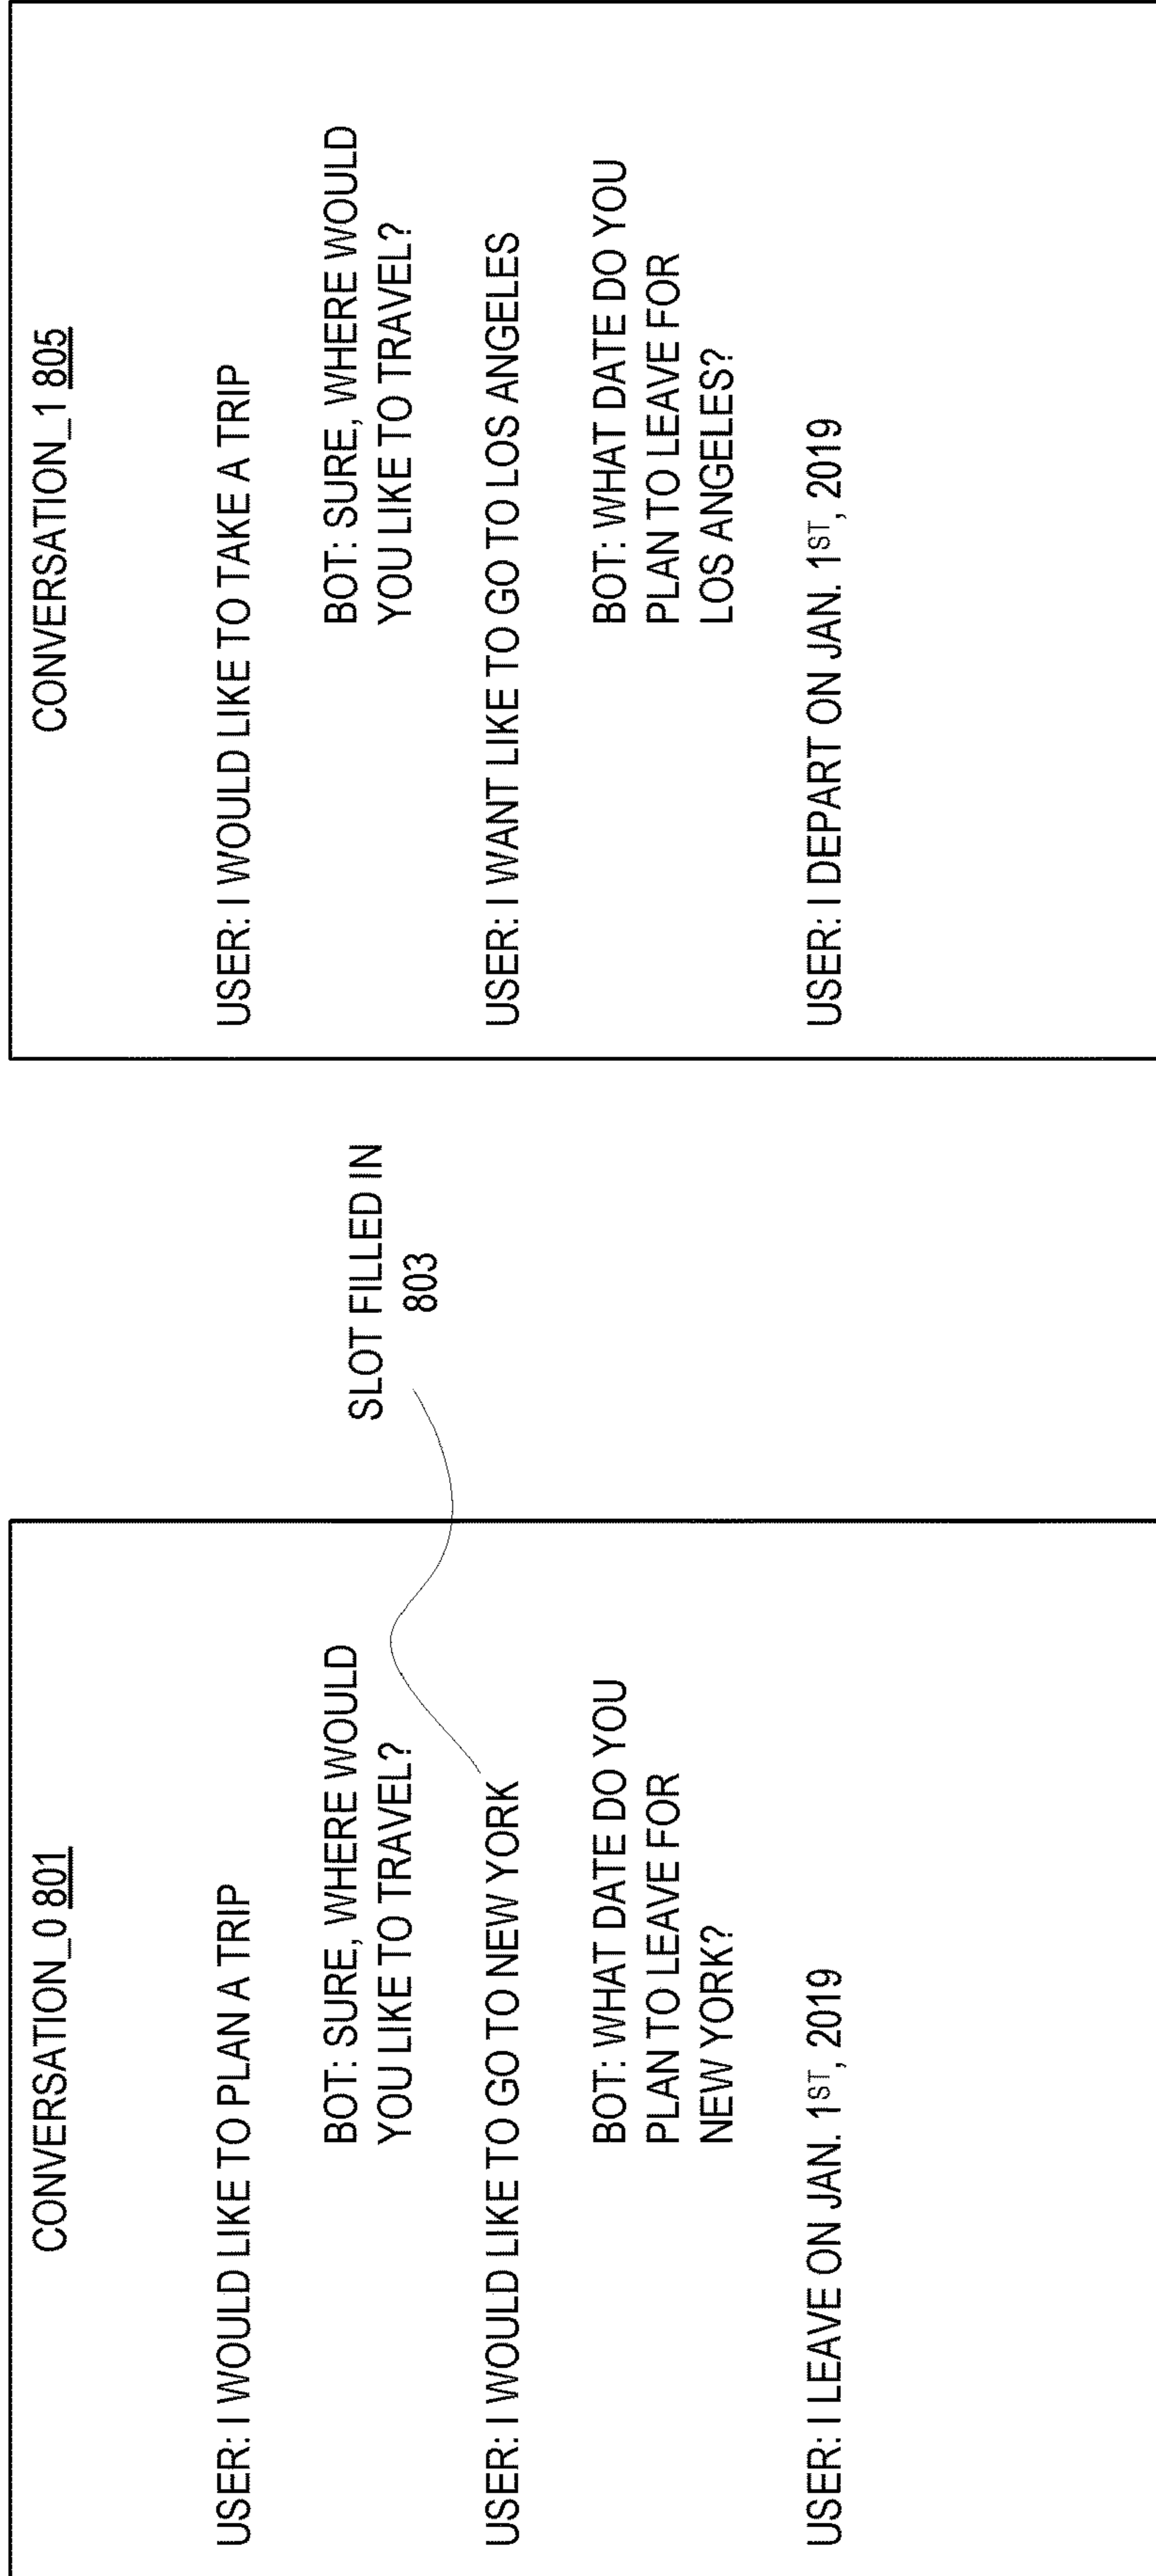 CONVERSATION_0 801
USER: I WOULD LIKE TO PLAN A TRIP
BOT: SURE, WHERE WOULD
YOU LIKE TO TRAVEL?
USER: I WOULD LIKE TO GO TO NEW YORK
BOT: WHAT DATE DO YOU
PLAN TO LEAVE FOR
NEW YORK?
USER: I LEAVE ON JAN. 1ST, 2019
SLOT FILLED IN
803
CONVERSATION_1 805
USER: I WOULD LIKE TO TAKE A TRIP
BOT: SURE, WHERE WOULD
YOU LIKE TO TRAVEL?
USER: I WANT LIKE TO GO TO LOS ANGELES
BOT: WHAT DATE DO YOU
PLAN TO LEAVE FOR
LOS ANGELES?
USER: I DEPART ON JAN. 1ST, 2019